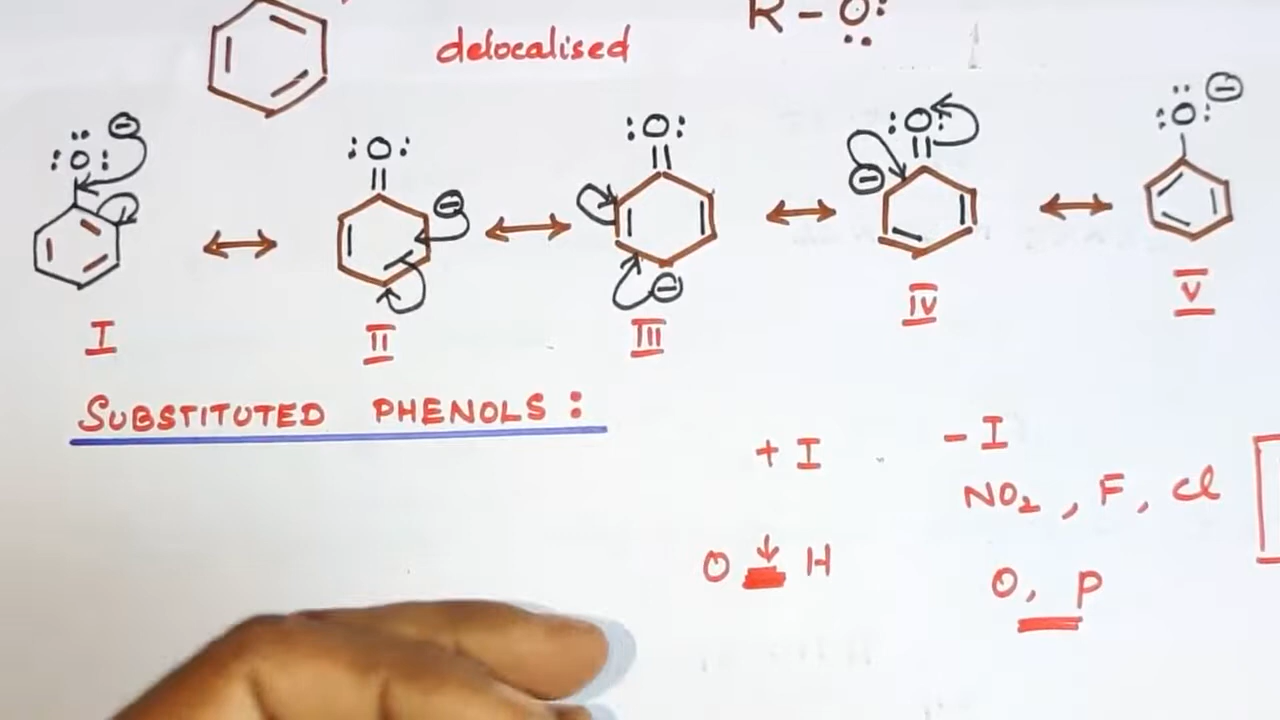 R – Ö:
delocalised
:Ö: ⊖
:O:
⊖
:O:
⊖
:O:
⊖
:Ö: ⊖
I
II
III
IV
V
SUBSTITUTED PHENOLS :
+ I
– I
NO₂ , F , Cl
O ↓ H
O, P